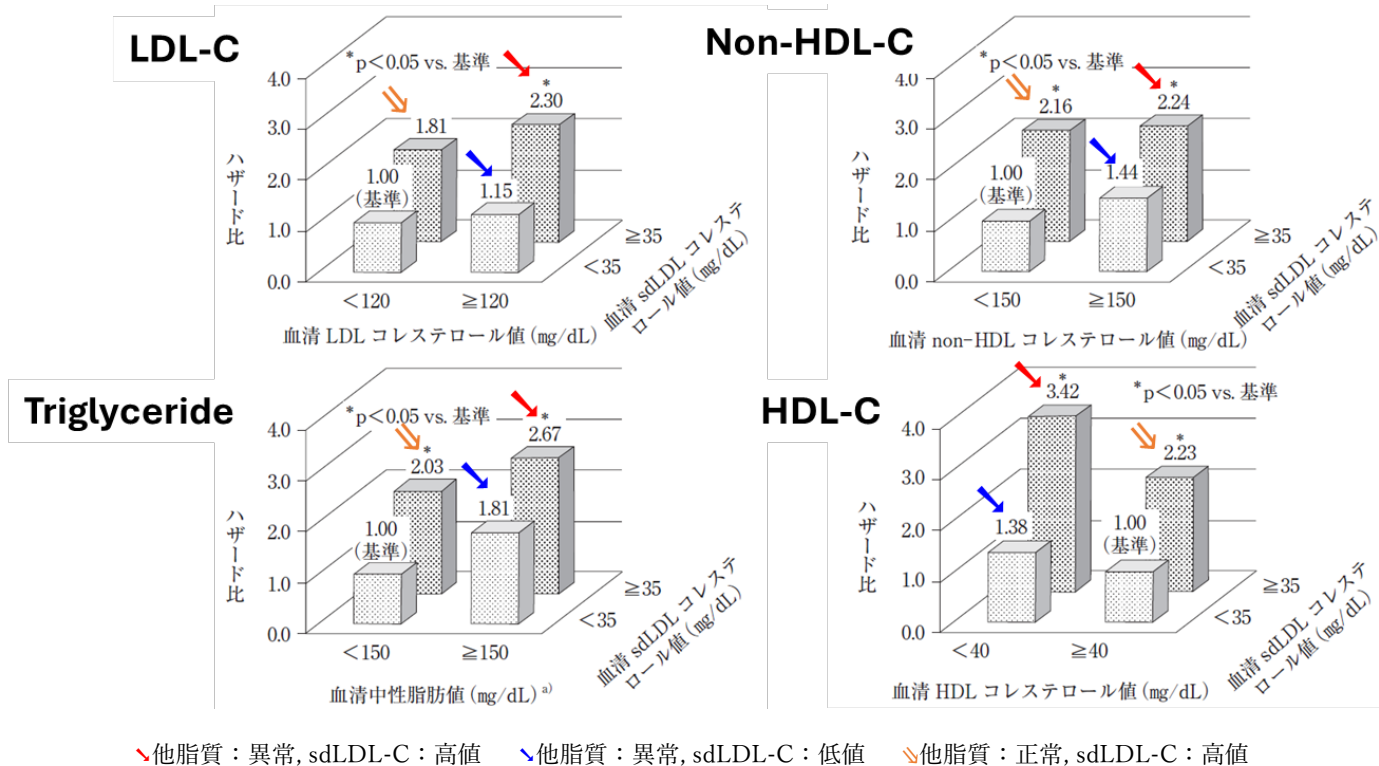 LDL-C
*p<0.05 vs. 基準
4.0
3.0
2.0
1.0
0.0
ハザード比
1.00
(基準)
1.81
1.15
*
2.30
<120
≧120
<35
≧35
血清 LDL コレステロール値 (mg/dL)
血清 sdLDL コレステ
ロール値 (mg/dL)
Non-HDL-C
*p<0.05 vs. 基準
4.0
3.0
2.0
1.0
0.0
ハザード比
1.00
(基準)
*
2.16
1.44
*
2.24
<150
≧150
<35
≧35
血清 non-HDL コレステロール値 (mg/dL)
血清 sdLDL コレステ
ロール値 (mg/dL)
Triglyceride
*p<0.05 vs. 基準
4.0
3.0
2.0
1.0
0.0
ハザード比
1.00
(基準)
*
2.03
1.81
*
2.67
<150
≧150
<35
≧35
血清中性脂肪値 (mg/dL) a)
血清 sdLDL コレステ
ロール値 (mg/dL)
HDL-C
*p<0.05 vs. 基準
4.0
3.0
2.0
1.0
0.0
ハザード比
1.38
*
3.42
1.00
(基準)
*
2.23
<40
≧40
<35
≧35
血清 HDL コレステロール値 (mg/dL)
血清 sdLDL コレステ
ロール値 (mg/dL)
他脂質：異常, sdLDL-C：高値
他脂質：異常, sdLDL-C：低値
他脂質：正常, sdLDL-C：高値